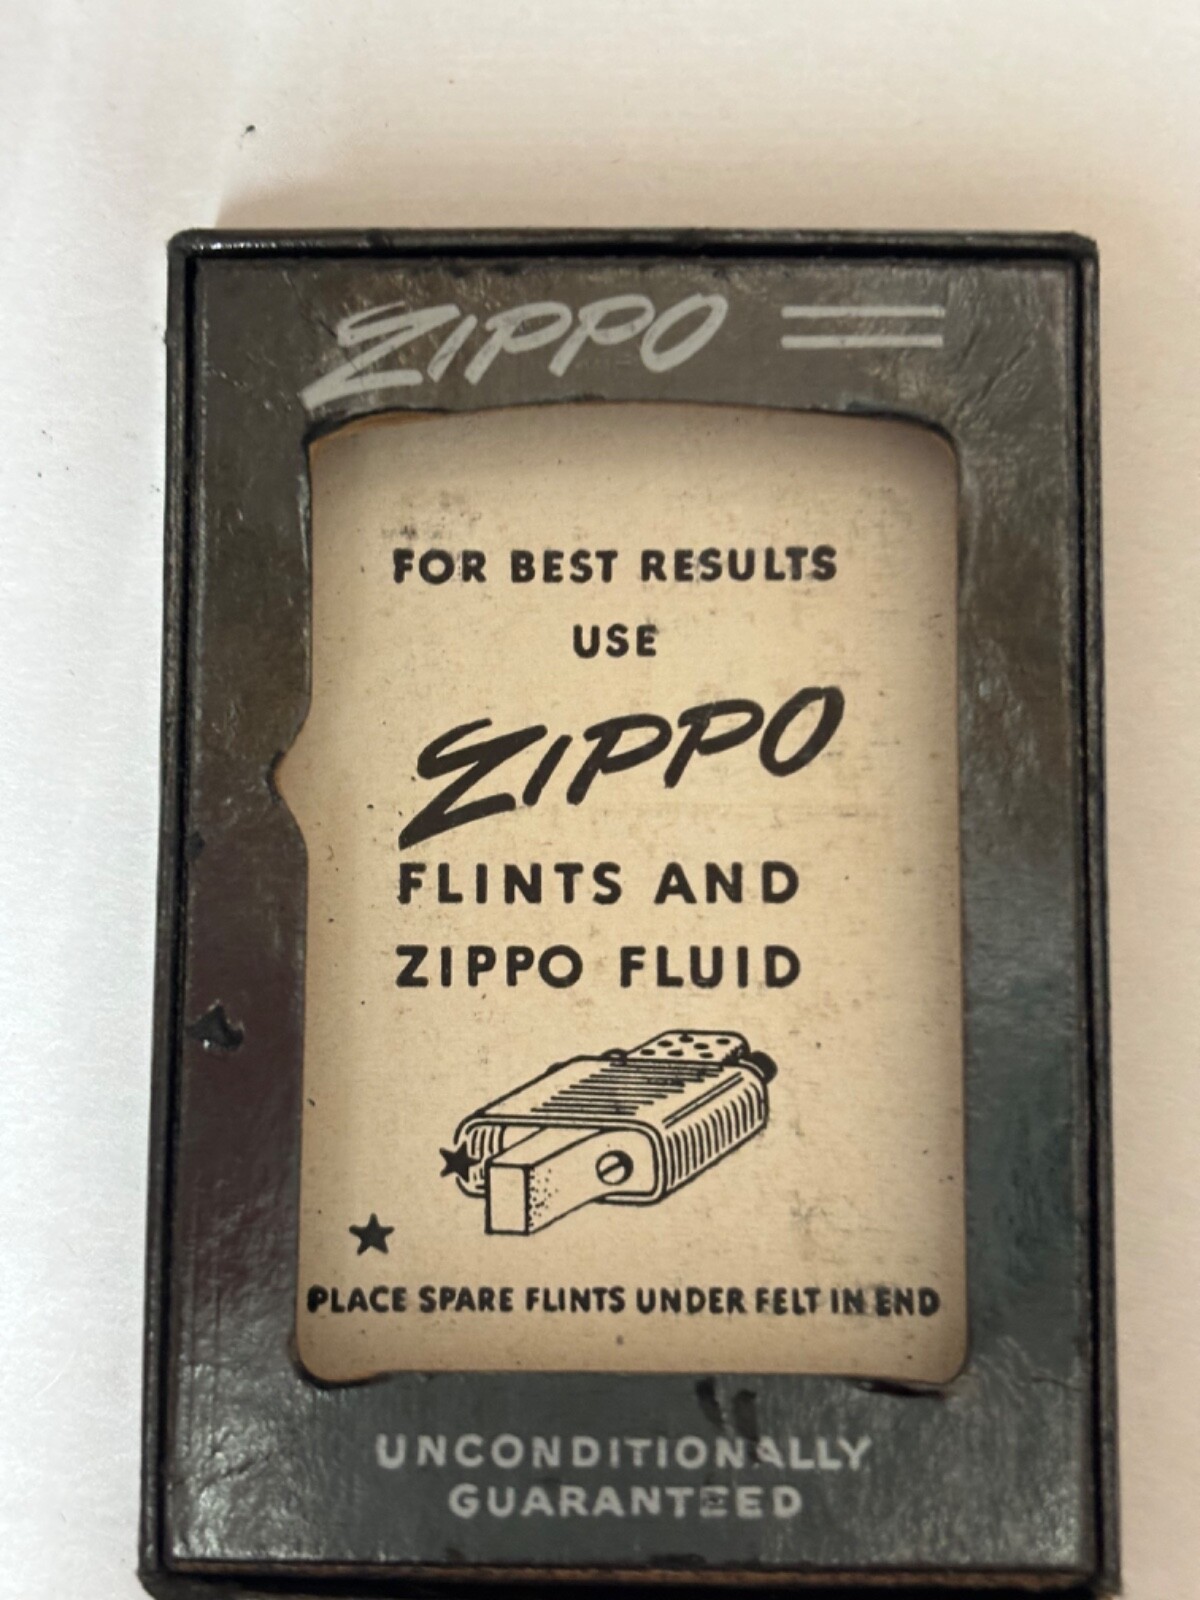 ZIPPO
FOR BEST RESULTS
USE
ZIPPO
FLINTS AND
ZIPPO FLUID
PLACE SPARE FLINTS UNDER FELT IN END
UNCONDITIONALLY
GUARANTEED